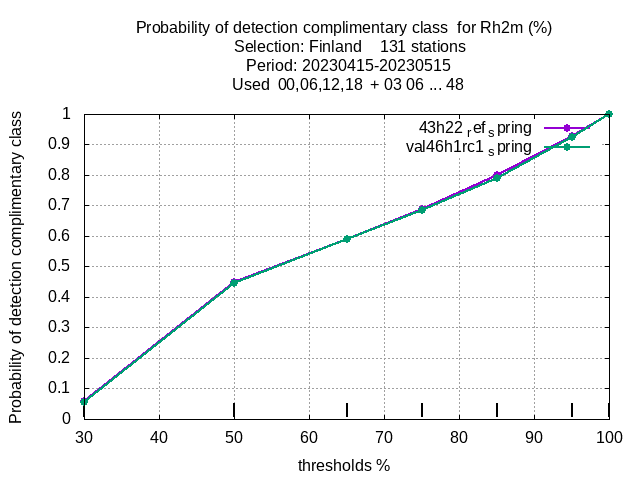 Probability of detection complimentary class for Rh2m (%)
Selection: Finland 131 stations
Period: 20230415-20230515
Used 00,06,12,18 + 03 06 ... 48
43h22 ref spring
val46h1rc1 spring
Probability of detection complimentary class
1
0.9
0.8
0.7
0.6
0.5
0.4
0.3
0.2
0.1
0
30 40 50 60 70 80 90 100
thresholds %